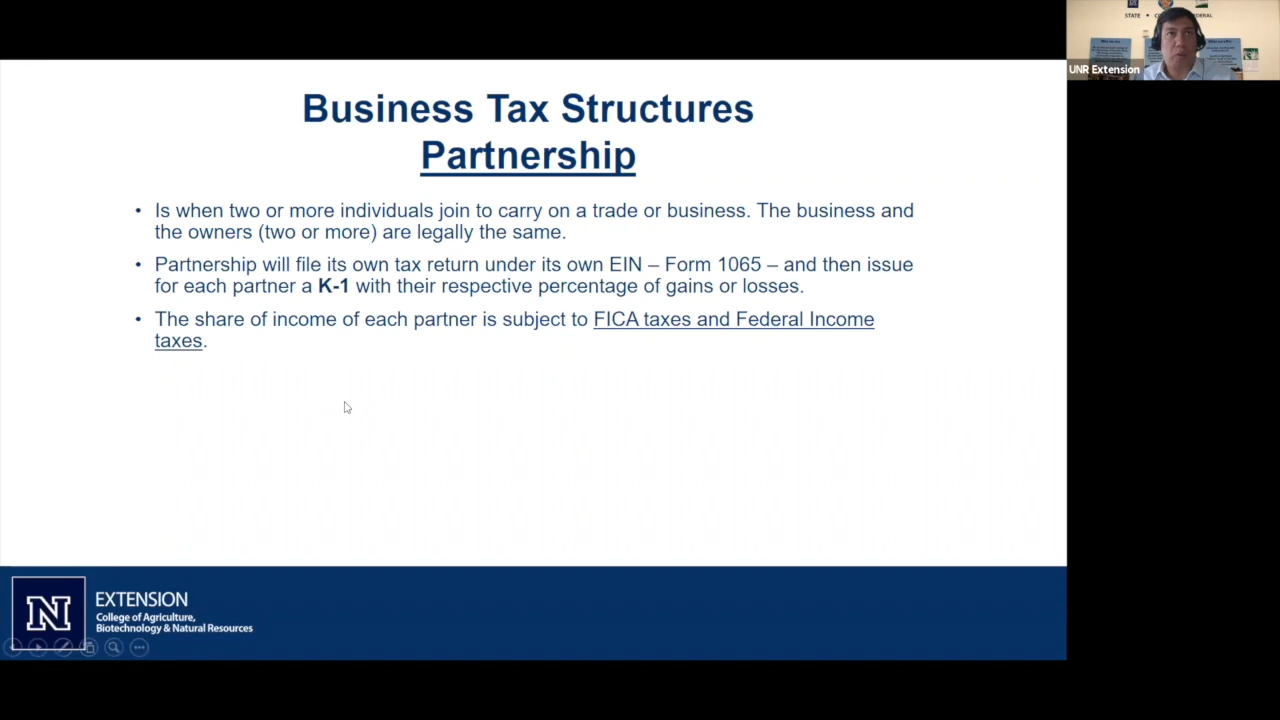 Business Tax Structures
Partnership
• Is when two or more individuals join to carry on a trade or business. The business and
the owners (two or more) are legally the same.
• Partnership will file its own tax return under its own EIN – Form 1065 – and then issue
for each partner a K-1 with their respective percentage of gains or losses.
• The share of income of each partner is subject to FICA taxes and Federal Income
taxes.
N
EXTENSION
College of Agriculture,
Biotechnology & Natural Resources
STATE
UNR Extension